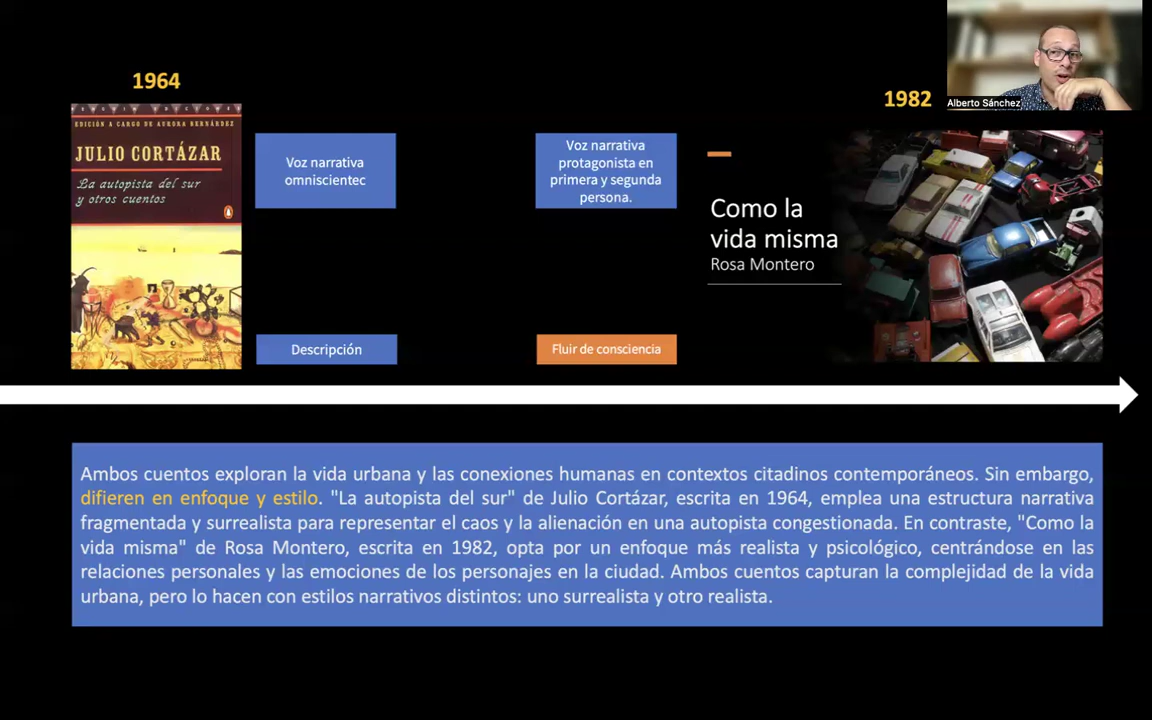 1964
EDICIÓN A CARGO DE AURORA BERNÁRDEZ
JULIO CORTÁZAR
La autopista del sur
y otros cuentos
Voz narrativa
omnisciente​c
Descripción
Voz narrativa
protagonista en
primera y segunda
persona.
Fluir de consciencia
Como la
vida misma
Rosa Montero
1982
Alberto Sánchez
Ambos cuentos exploran la vida urbana y las conexiones humanas en contextos citadinos contemporáneos. Sin embargo,
difieren en enfoque y estilo. "La autopista del sur" de Julio Cortázar, escrita en 1964, emplea una estructura narrativa
fragmentada y surrealista para representar el caos y la alienación en una autopista congestionada. En contraste, "Como la
vida misma" de Rosa Montero, escrita en 1982, opta por un enfoque más realista y psicológico, centrándose en las
relaciones personales y las emociones de los personajes en la ciudad. Ambos cuentos capturan la complejidad de la vida
urbana, pero lo hacen con estilos narrativos distintos: uno surrealista y otro realista.